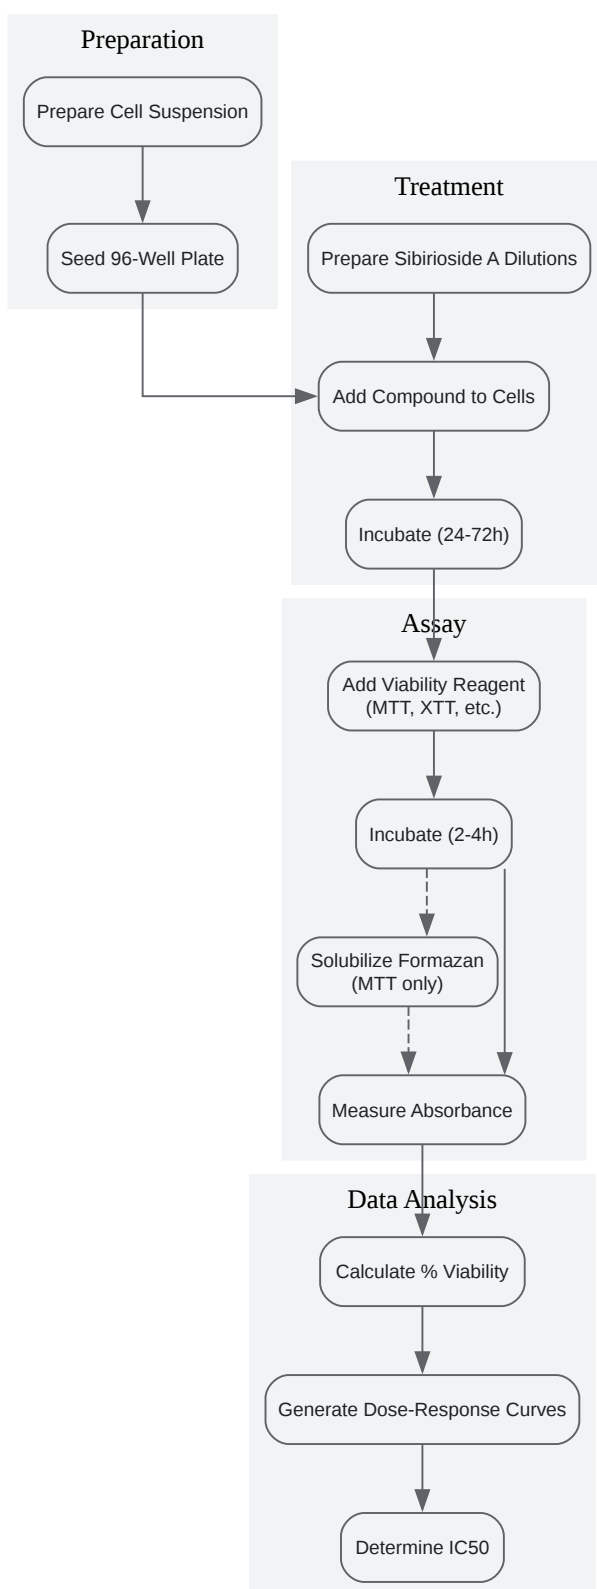 Preparation
Prepare Cell Suspension
Seed 96-Well Plate
Treatment
Prepare Sibirioside A Dilutions
Add Compound to Cells
Incubate (24-72h)
Assay
Add Viability Reagent
(MTT, XTT, etc.)
Incubate (2-4h)
Solubilize Formazan
(MTT only)
Measure Absorbance
Data Analysis
Calculate % Viability
Generate Dose-Response Curves
Determine IC50